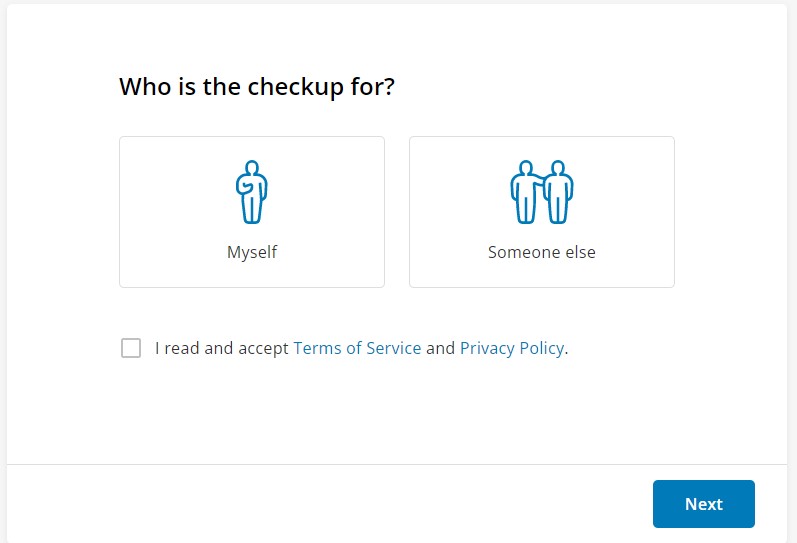 Who is the checkup for?
Myself
Someone else
I read and accept Terms of Service and Privacy Policy.
Next